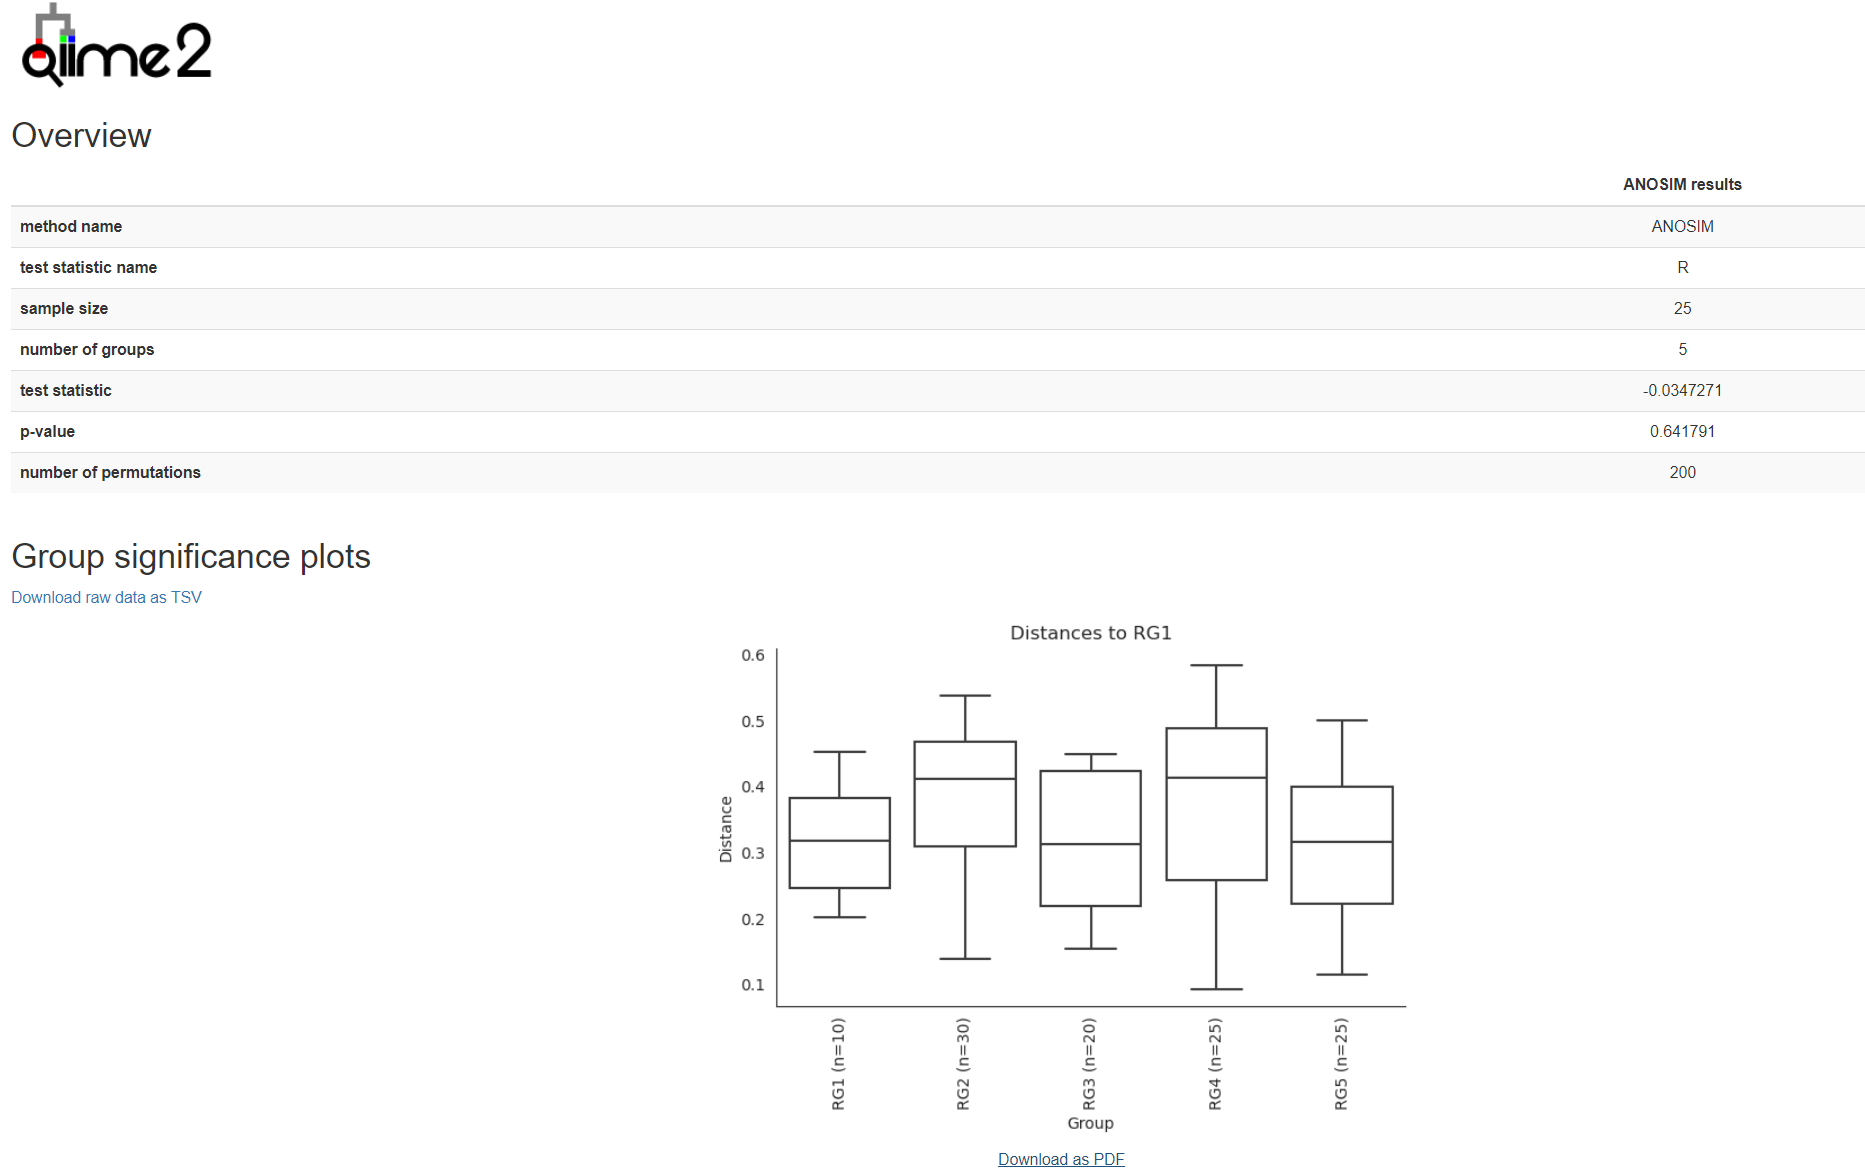 qiime2
Overview
ANOSIM results
method name ANOSIM
test statistic name R
sample size 25
number of groups 5
test statistic -0.0347271
p-value 0.641791
number of permutations 200
Group significance plots
Download raw data as TSV
Distances to RG1
0.6
0.5
0.4
0.3
0.2
0.1
Distance
RG1 (n=10)
RG2 (n=30)
RG3 (n=20)
RG4 (n=25)
RG5 (n=25)
Group
Download as PDF